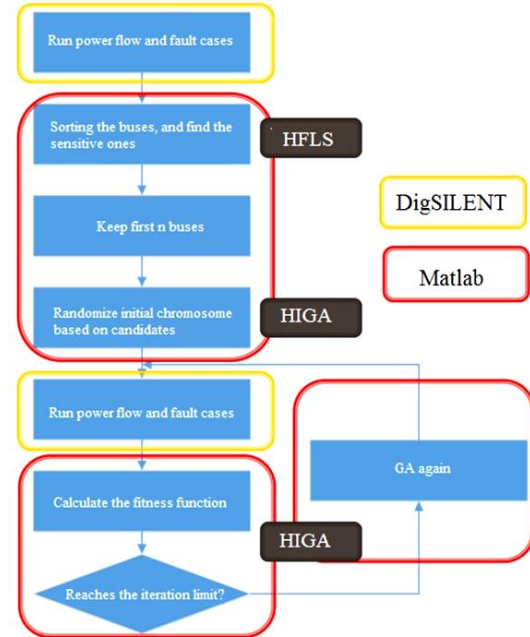 Run power flow and fault cases
Sorting the buses, and find the
sensitive ones
HFLS
Keep first n buses
DigSILENT
Matlab
Randomize initial chromosome
based on candidates
HIGA
Run power flow and fault cases
GA again
Calculate the fitness function
HIGA
Reaches the iteration limit?